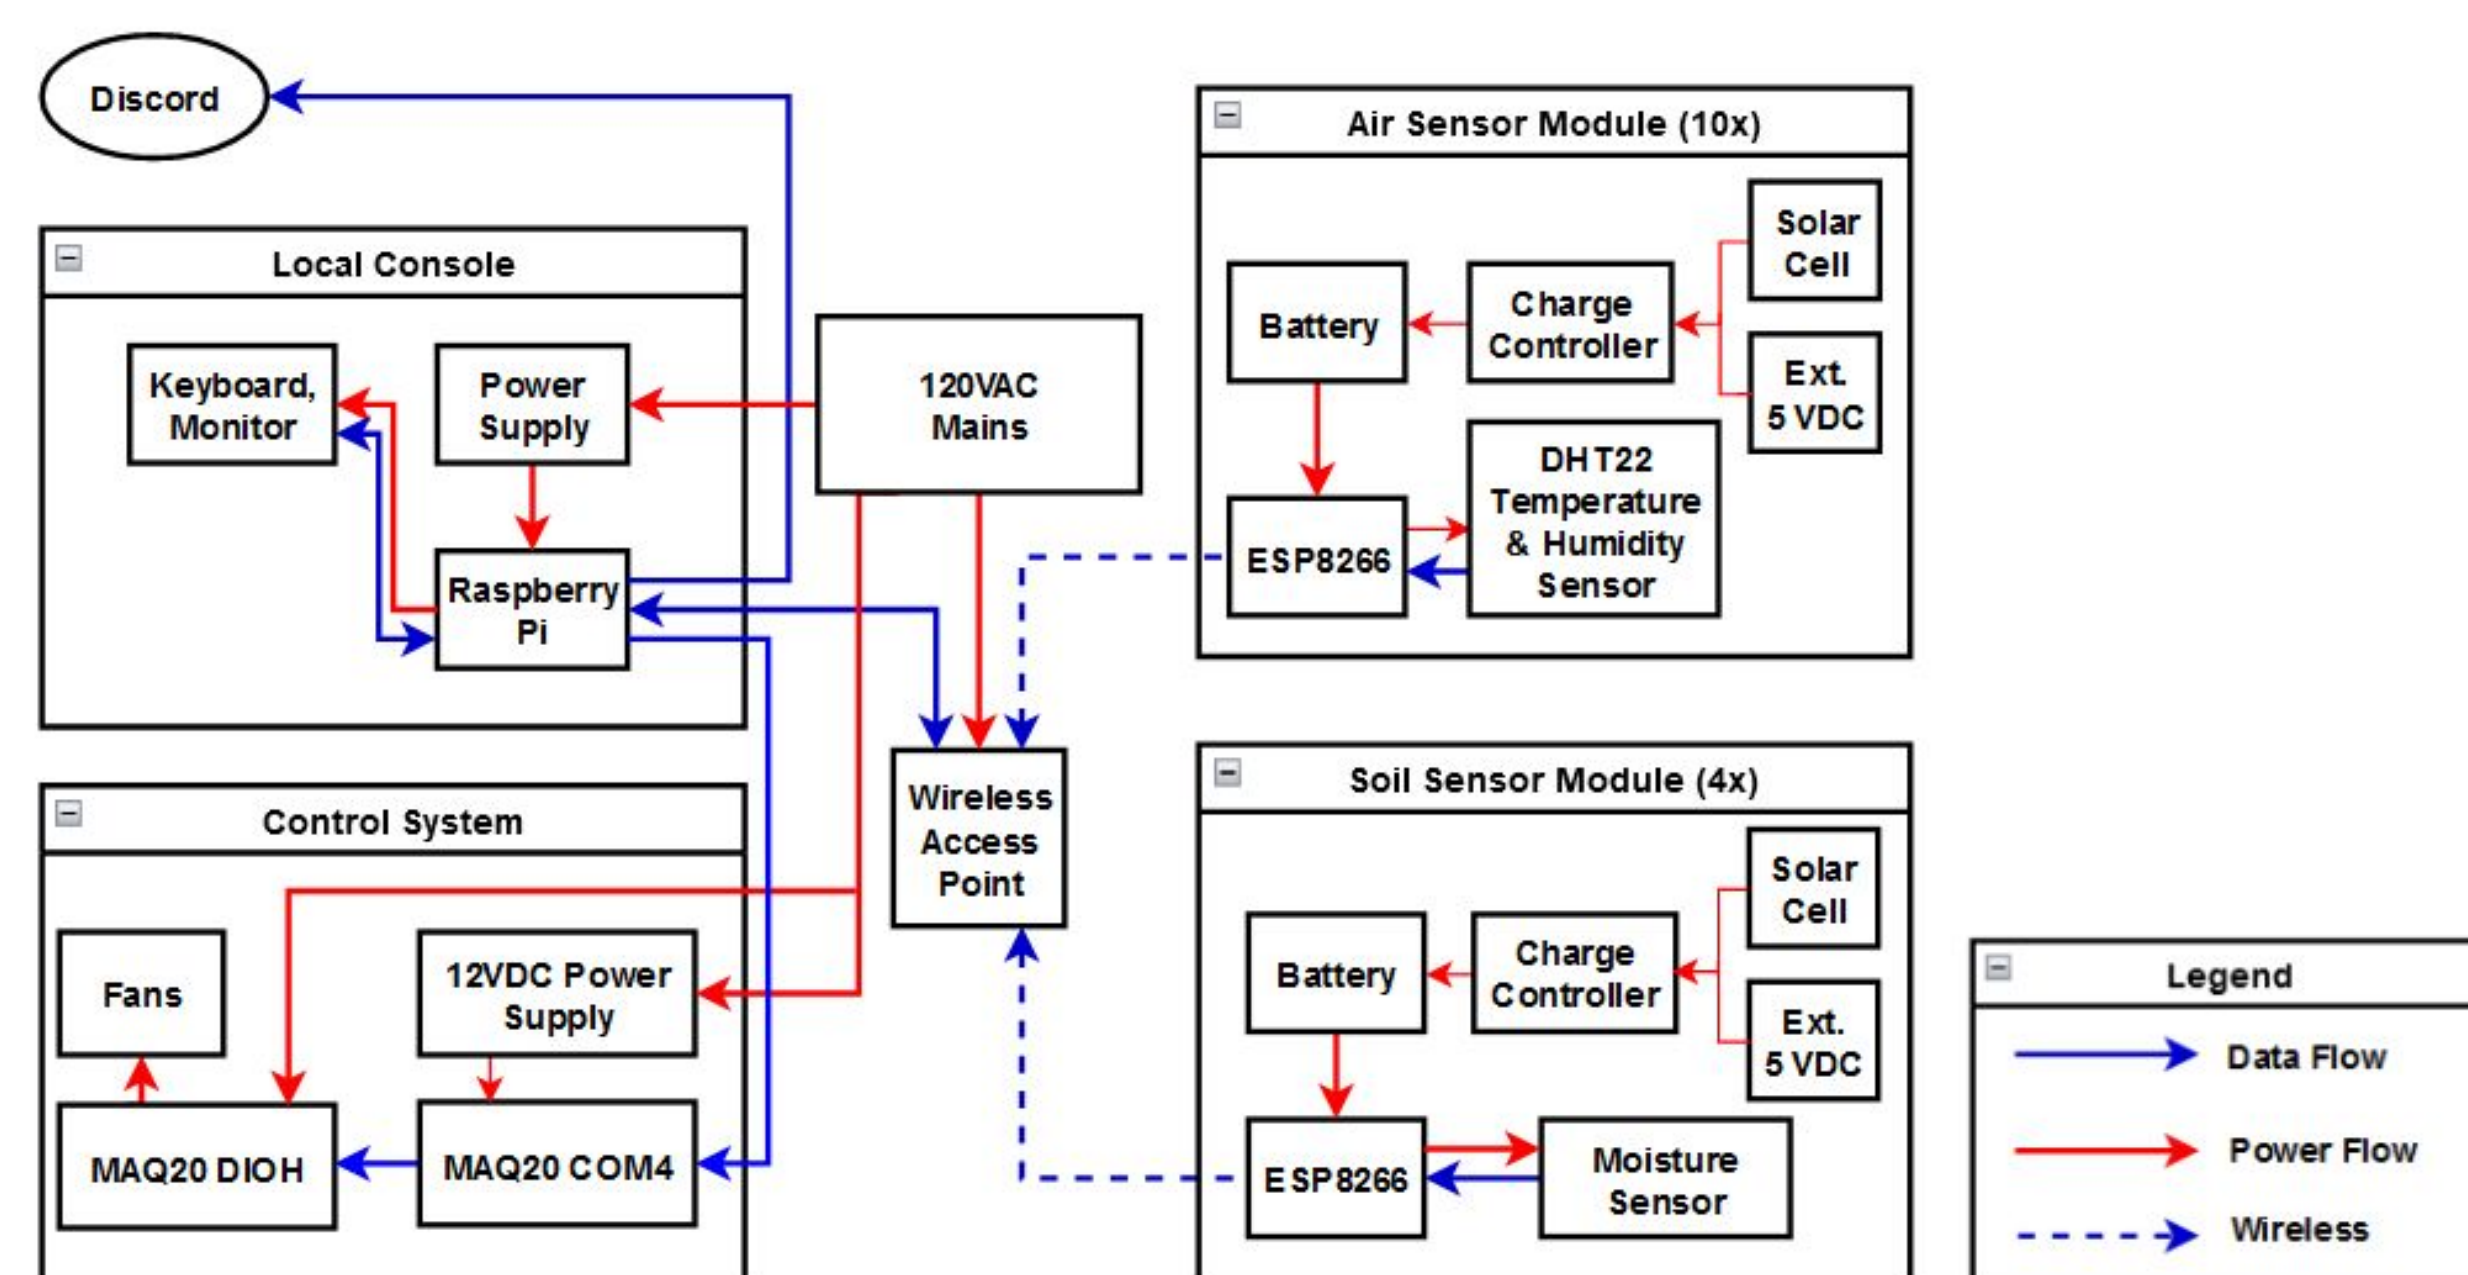 Discord
Local Console
Keyboard,
Monitor
Power
Supply
Raspberry
Pi
120VAC
Mains
Wireless
Access
Point
Control System
Fans
12VDC Power
Supply
MAQ20 DIOH
MAQ20 COM4
Air Sensor Module (10x)
Solar
Cell
Battery
Charge
Controller
Ext.
5 VDC
ESP8266
DHT22
Temperature
& Humidity
Sensor
Soil Sensor Module (4x)
Solar
Cell
Battery
Charge
Controller
Ext.
5 VDC
ESP8266
Moisture
Sensor
Legend
Data Flow
Power Flow
Wireless